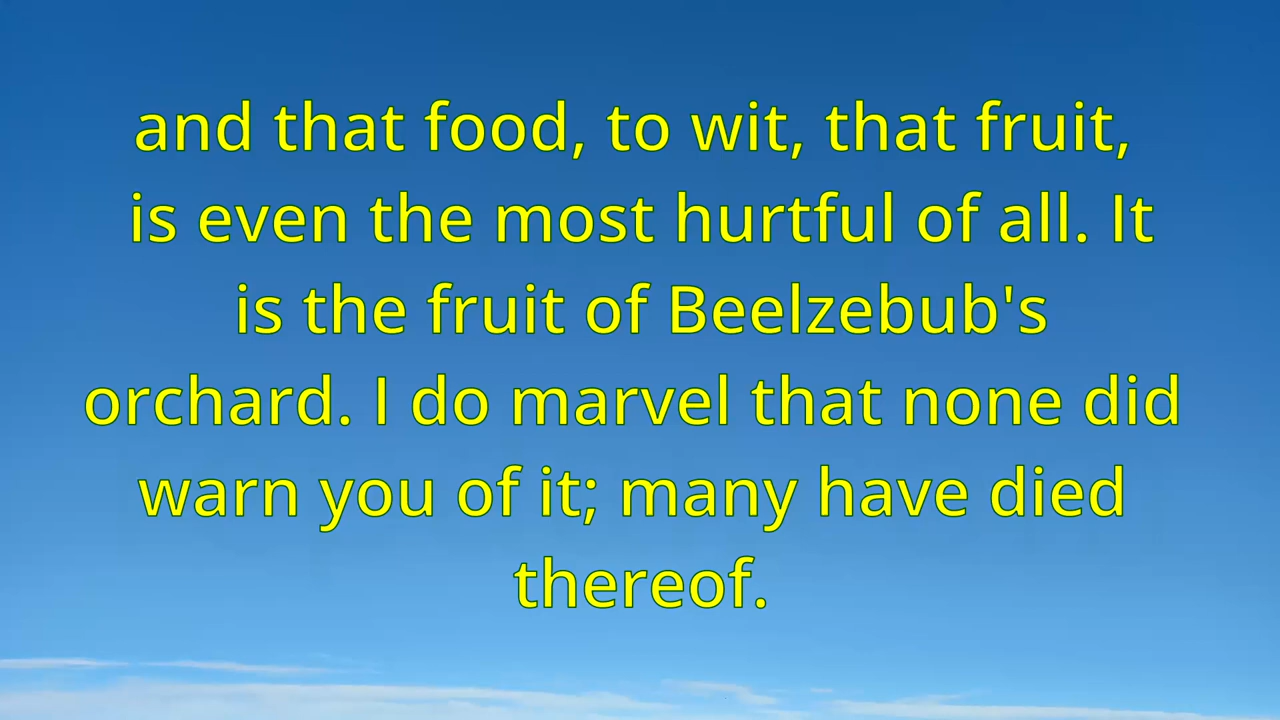 and that food, to wit, that fruit,
is even the most hurtful of all. It
is the fruit of Beelzebub's
orchard. I do marvel that none did
warn you of it; many have died
thereof.